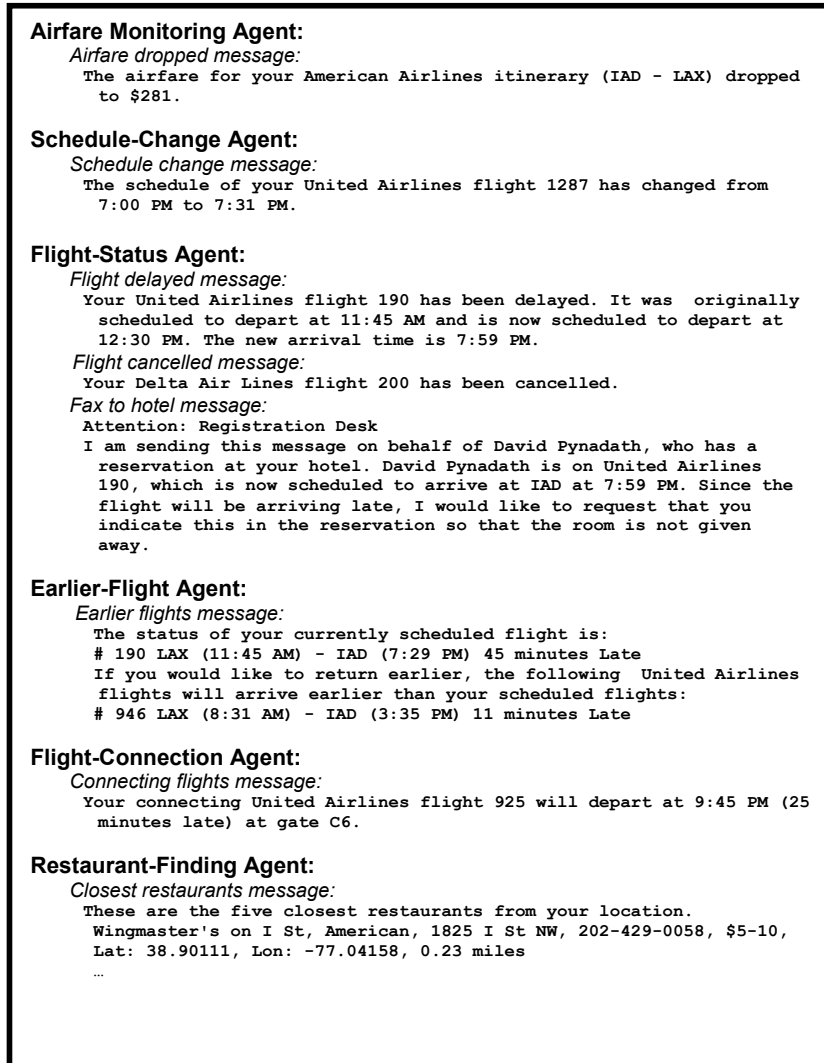 Airfare Monitoring Agent:
Airfare dropped message:
The airfare for your American Airlines itinerary (IAD - LAX) dropped
to $281.
Schedule-Change Agent:
Schedule change message:
The schedule of your United Airlines flight 1287 has changed from
7:00 PM to 7:31 PM.
Flight-Status Agent:
Flight delayed message:
Your United Airlines flight 190 has been delayed. It was originally
scheduled to depart at 11:45 AM and is now scheduled to depart at
12:30 PM. The new arrival time is 7:59 PM.
Flight cancelled message:
Your Delta Air Lines flight 200 has been cancelled.
Fax to hotel message:
Attention: Registration Desk
I am sending this message on behalf of David Pynadath, who has a
reservation at your hotel. David Pynadath is on United Airlines
190, which is now scheduled to arrive at IAD at 7:59 PM. Since the
flight will be arriving late, I would like to request that you
indicate this in the reservation so that the room is not given
away.
Earlier-Flight Agent:
Earlier flights message:
The status of your currently scheduled flight is:
# 190 LAX (11:45 AM) - IAD (7:29 PM) 45 minutes Late
If you would like to return earlier, the following United Airlines
flights will arrive earlier than your scheduled flights:
# 946 LAX (8:31 AM) - IAD (3:35 PM) 11 minutes Late
Flight-Connection Agent:
Connecting flights message:
Your connecting United Airlines flight 925 will depart at 9:45 PM (25
minutes late) at gate C6.
Restaurant-Finding Agent:
Closest restaurants message:
These are the five closest restaurants from your location.
Wingmaster's on I St, American, 1825 I St NW, 202-429-0058, $5-10,
Lat: 38.90111, Lon: -77.04158, 0.23 miles
…